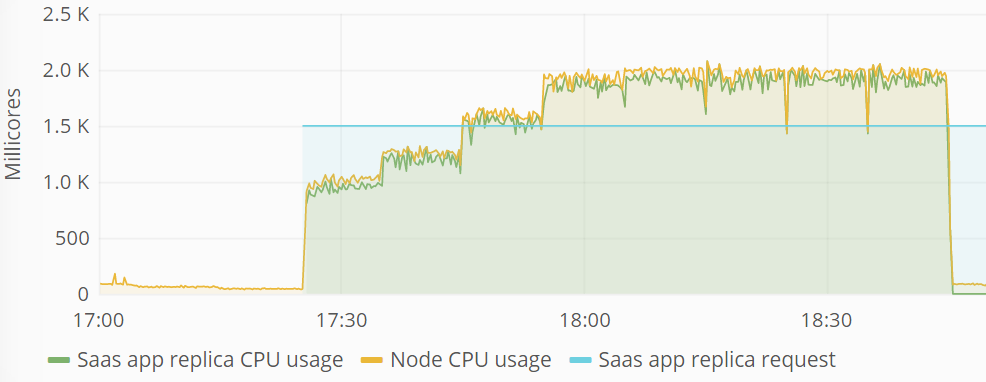 2.5 K
2.0 K
1.5 K
1.0 K
500
0
Millicores
17:00 17:30 18:00 18:30
Saas app replica CPU usage Node CPU usage Saas app replica request